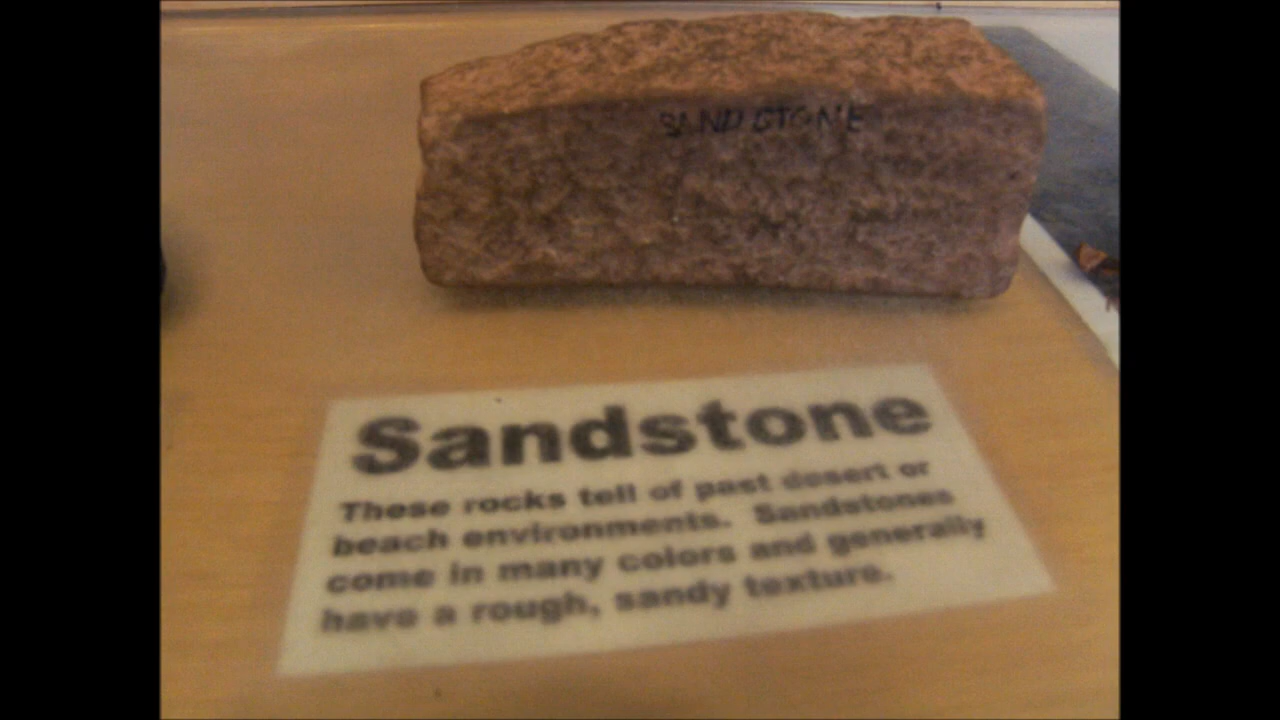 SANDSTONE
Sandstone
These rocks tell of past desert or
beach environments. Sandstones
come in many colors and generally
have a rough, sandy texture.